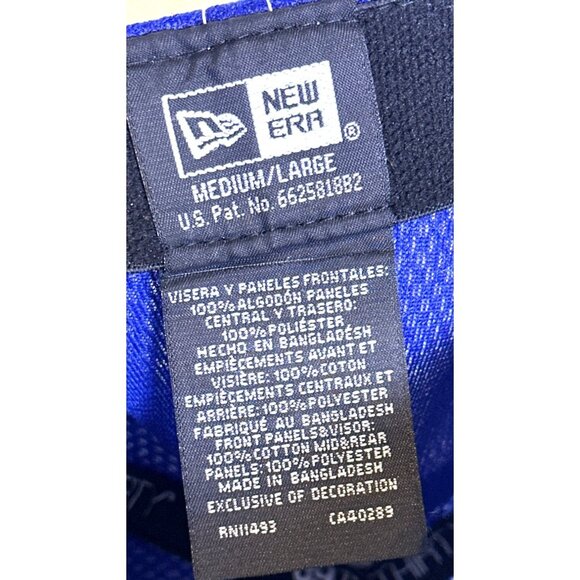 NEW
ERA®
MEDIUM/LARGE
U.S. Pat. No. 6625818B2
VISERA Y PANELES FRONTALES:
100% ALGODÓN PANELES
CENTRAL Y TRASERO:
100% POLIÉSTER
HECHO EN BANGLADÉSH
EMPIÈCEMENTS AVANT ET
VISIÈRE: 100% COTON
EMPIÈCEMENTS CENTRAUX ET
ARRIÈRE: 100% POLYESTER
FABRIQUÉ AU BANGLADESH
FRONT PANELS&VISOR:
100% COTTON MID&REAR
PANELS: 100% POLYESTER
MADE IN BANGLADESH
EXCLUSIVE OF DECORATION
RN11493 CA40289